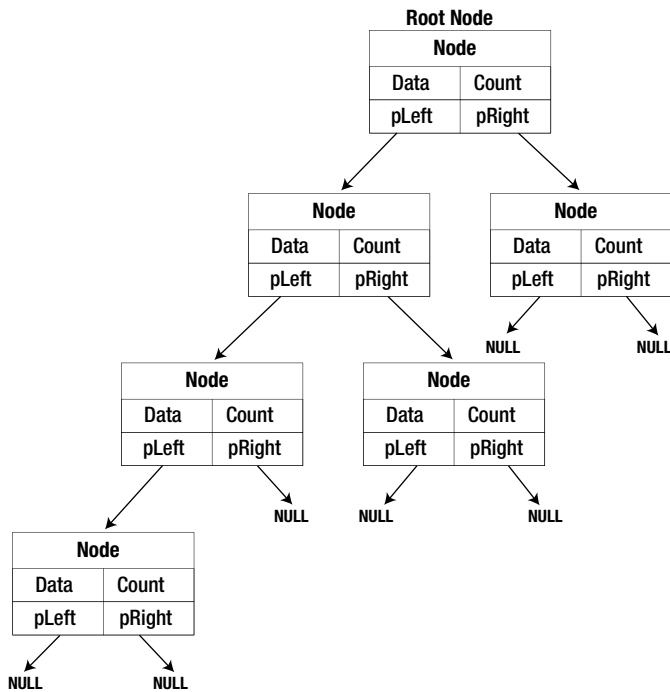 Root Node
Node
Data Count
pLeft pRight
Node
Data Count
pLeft pRight
Node
Data Count
pLeft pRight
NULL NULL
Node
Data Count
pLeft pRight
Node
Data Count
pLeft pRight
NULL NULL NULL
Node
Data Count
pLeft pRight
NULL NULL